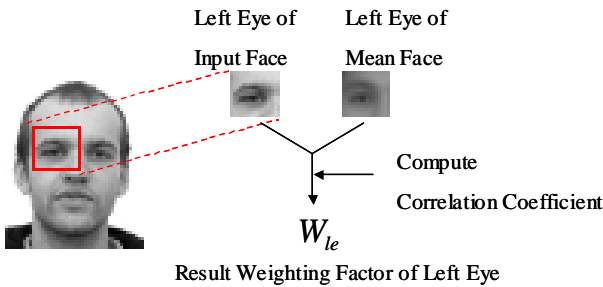 Left Eye of
Input Face
Left Eye of
Mean Face
Compute
Correlation Coefficient
W_le
Result Weighting Factor of Left Eye